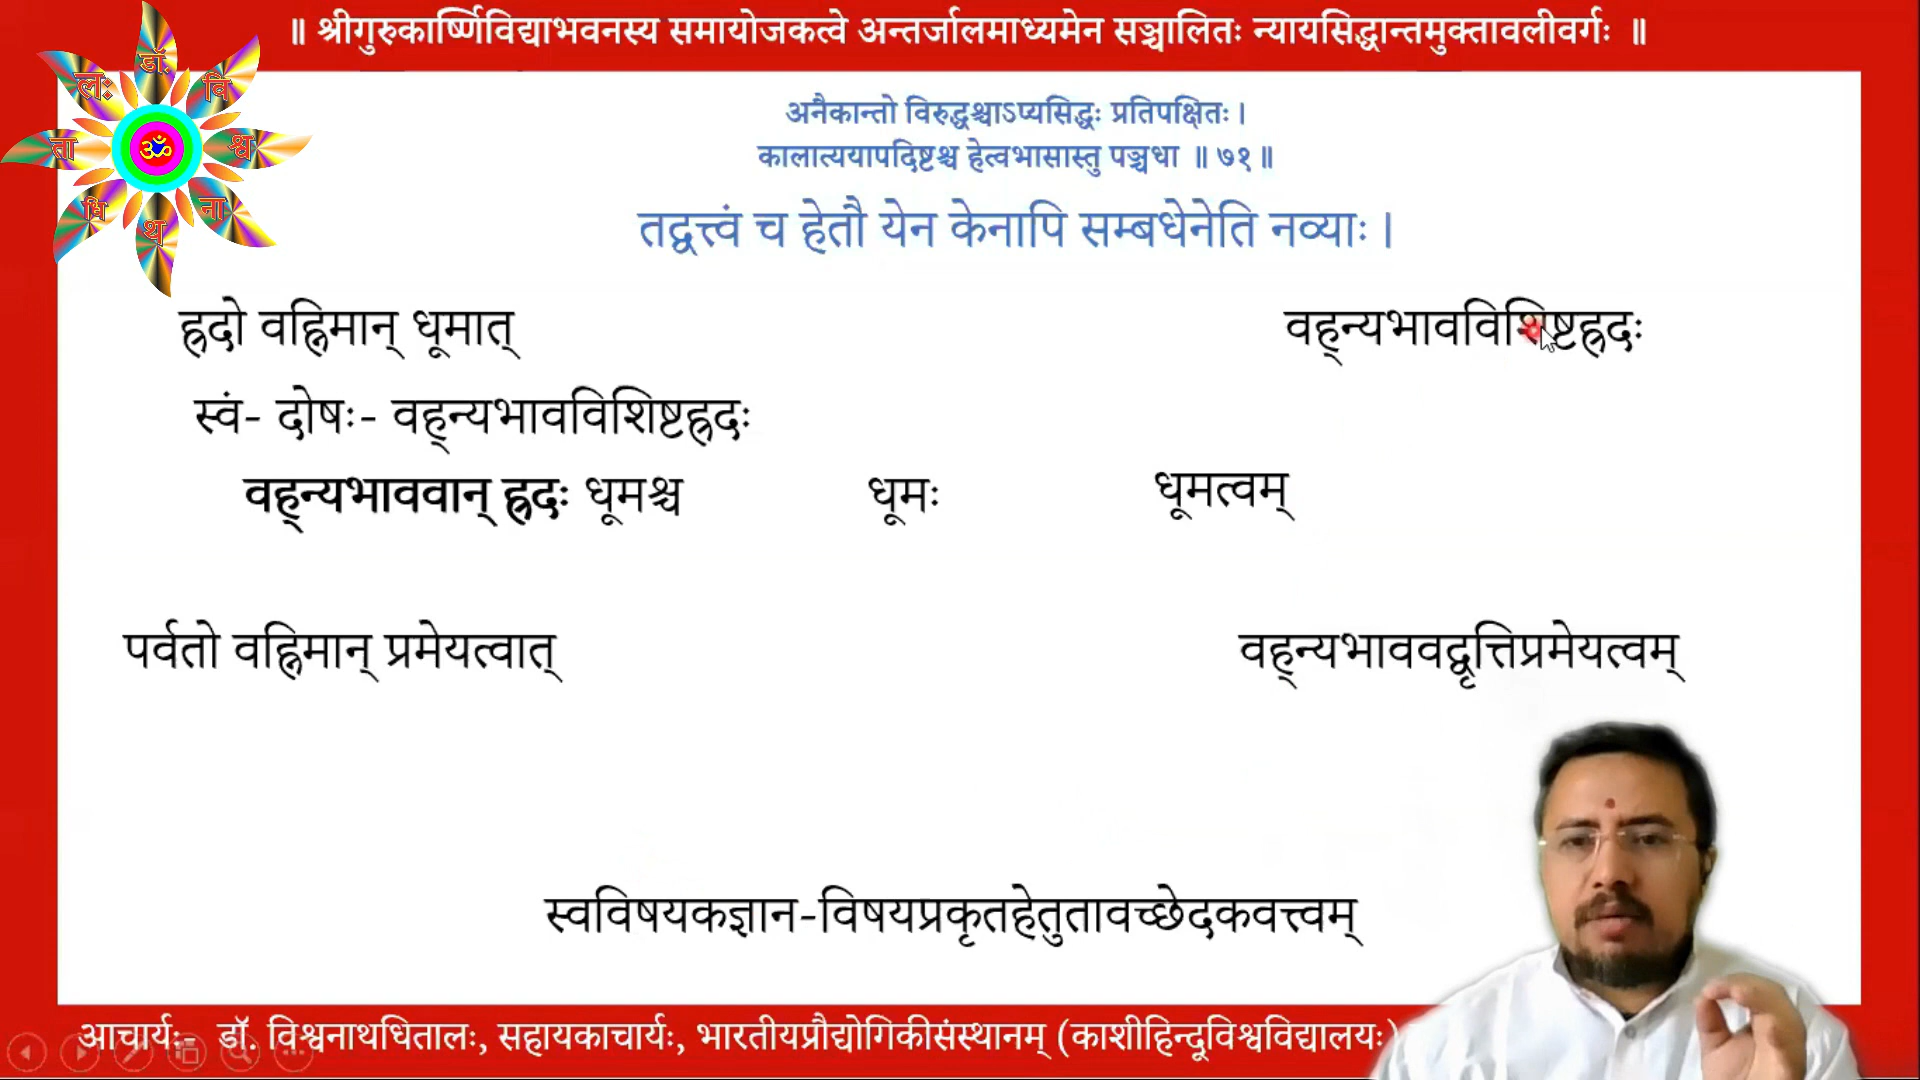 ॥ श्रीगुरुकार्ष्णिविद्याभवनस्य समायोजकत्वे अन्तर्जालमाध्यमेन सञ्चालितः न्यायसिद्धान्तमुक्तावलीवर्गः ॥
डॉ. वि श्व ना थ धि ता लः
ॐ
अनैकान्तो विरुद्धश्चाऽप्यसिद्धः प्रतिपक्षितः ।
कालात्ययापदिष्टश्च हेत्वभासास्तु पञ्चधा ॥ ७१॥
तद्वत्त्वं च हेतौ येन केनापि सम्बधेनेति नव्याः ।
ह्रदो वह्निमान् धूमात् वह्न्यभावविशिष्टह्रदः
स्वं- दोषः- वह्न्यभावविशिष्टह्रदः
वह्न्यभाववान् ह्रदः धूमश्च धूमः धूमत्वम्
पर्वतो वह्निमान् प्रमेयत्वात् वह्न्यभाववद्वृत्तिप्रमेयत्वम्
स्वविषयकज्ञान-विषयप्रकृतहेतुतावच्छेदकवत्त्वम्
आचार्यः- डॉ. विश्वनाथधितालः, सहायकाचार्यः, भारतीयप्रौद्योगिकीसंस्थानम् (काशीहिन्दूविश्वविद्यालयः)